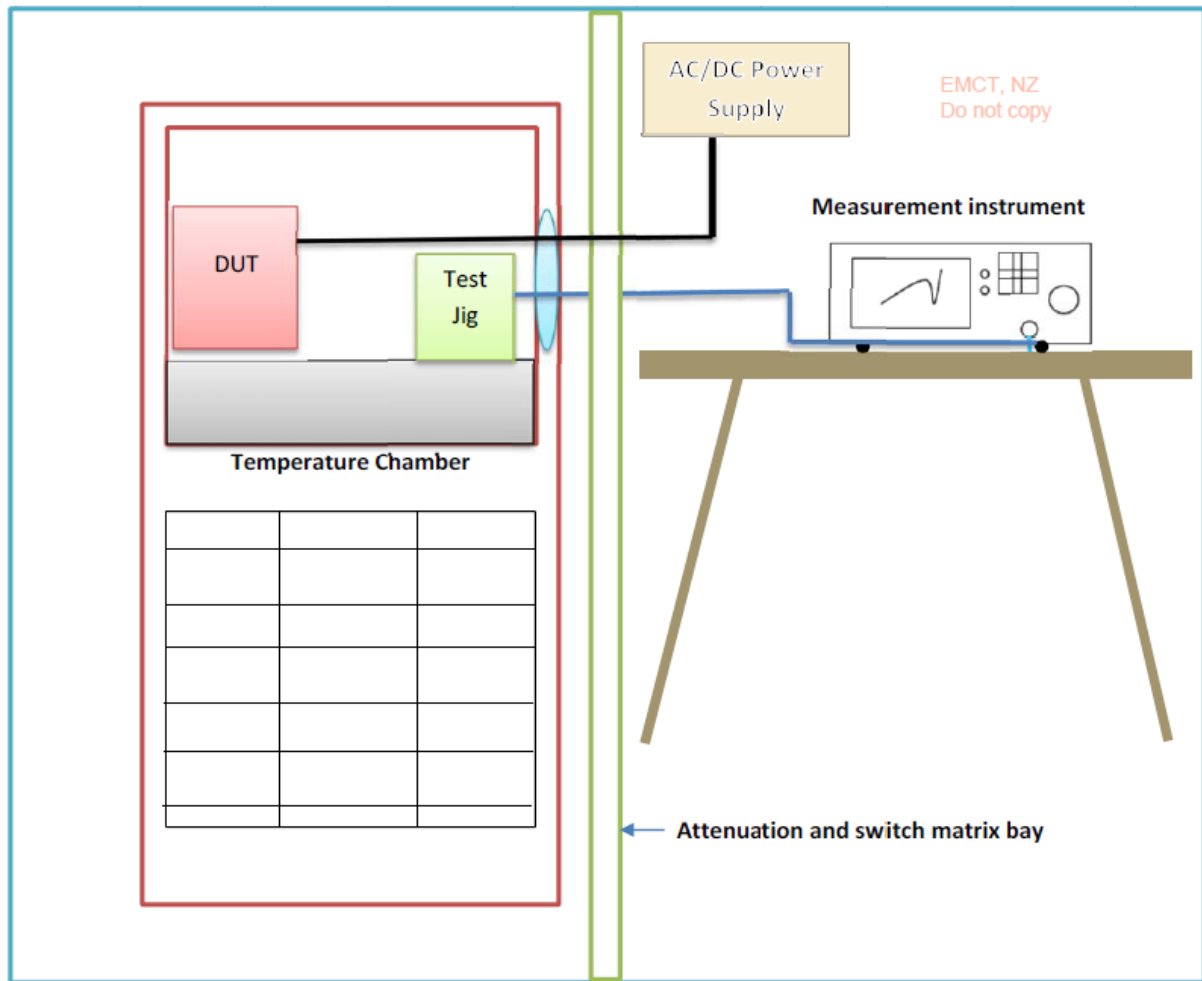 AC/DC Power
Supply
EMCT, NZ
Do not copy
Measurement instrument
DUT
Test
Jig
Temperature Chamber
Attenuation and switch matrix bay